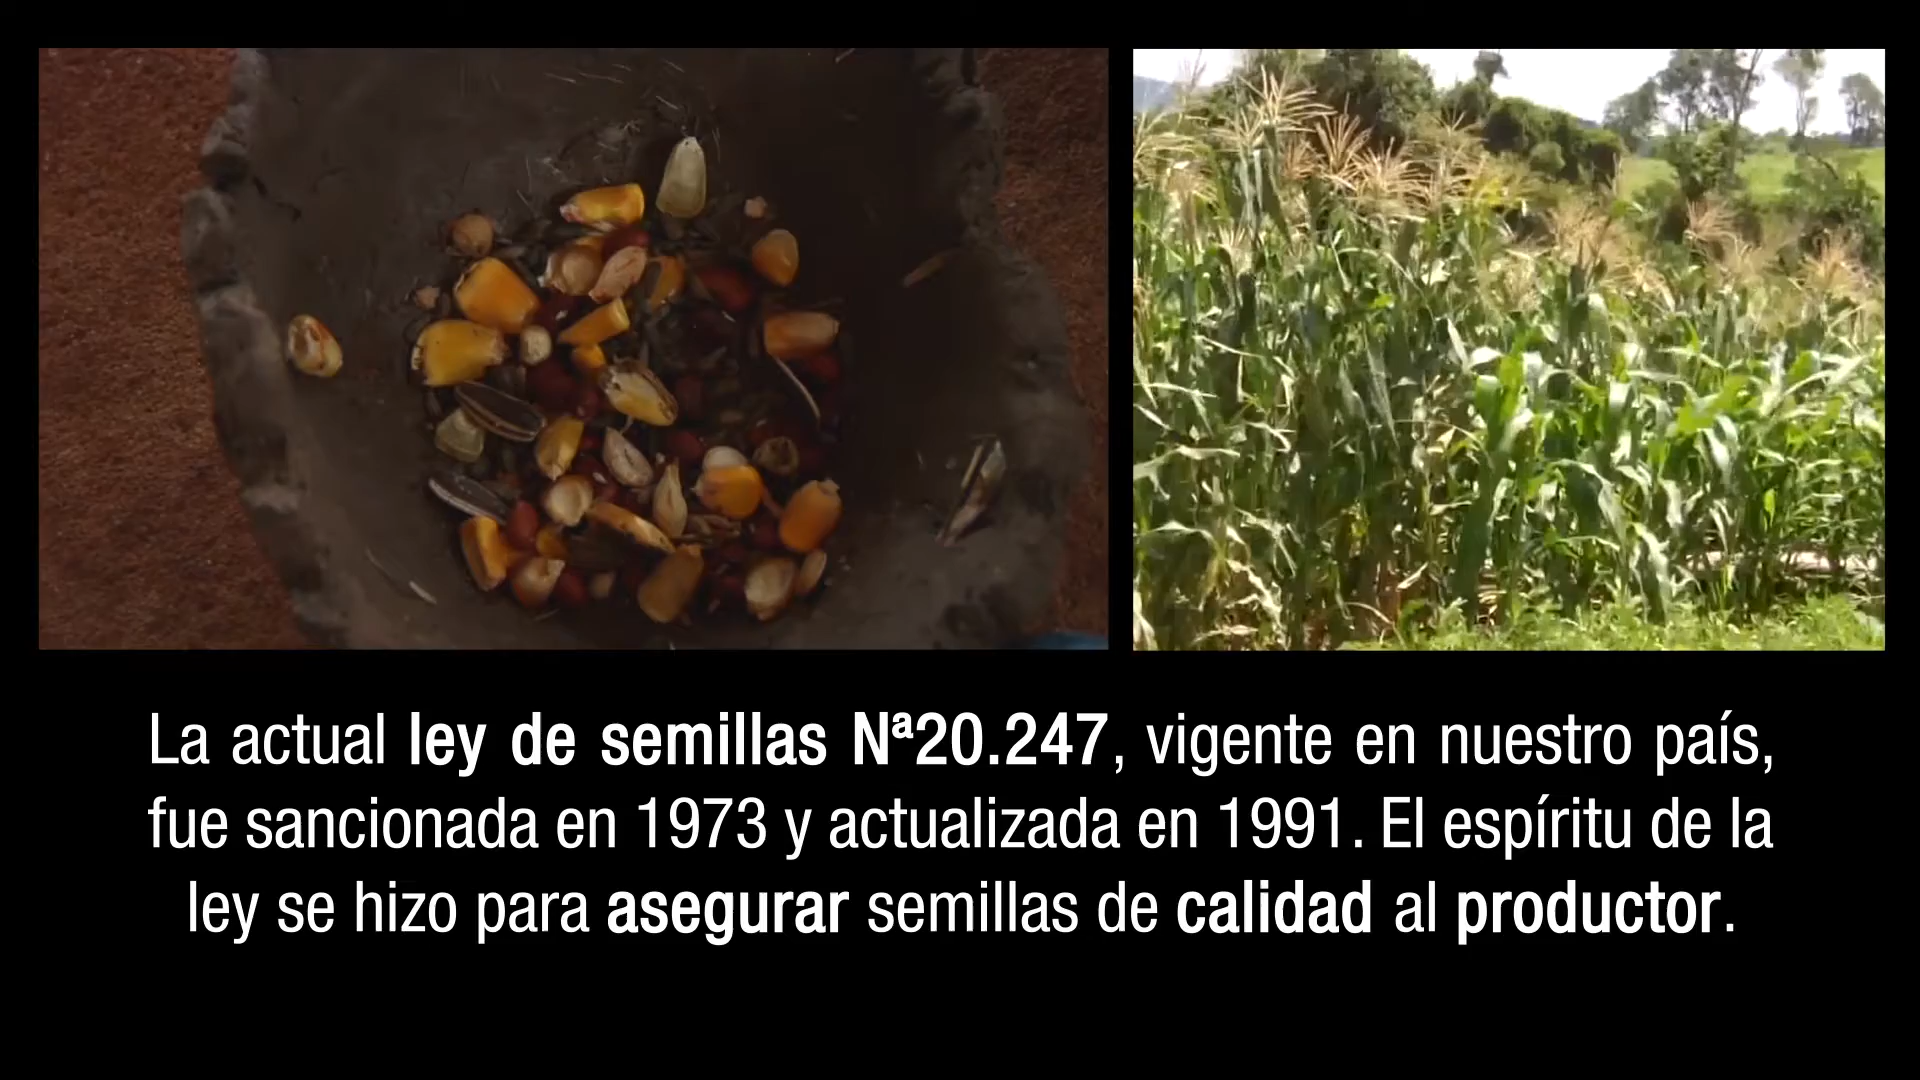 La actual ley de semillas Nª20.247, vigente en nuestro país,
fue sancionada en 1973 y actualizada en 1991. El espíritu de la
ley se hizo para asegurar semillas de calidad al productor.